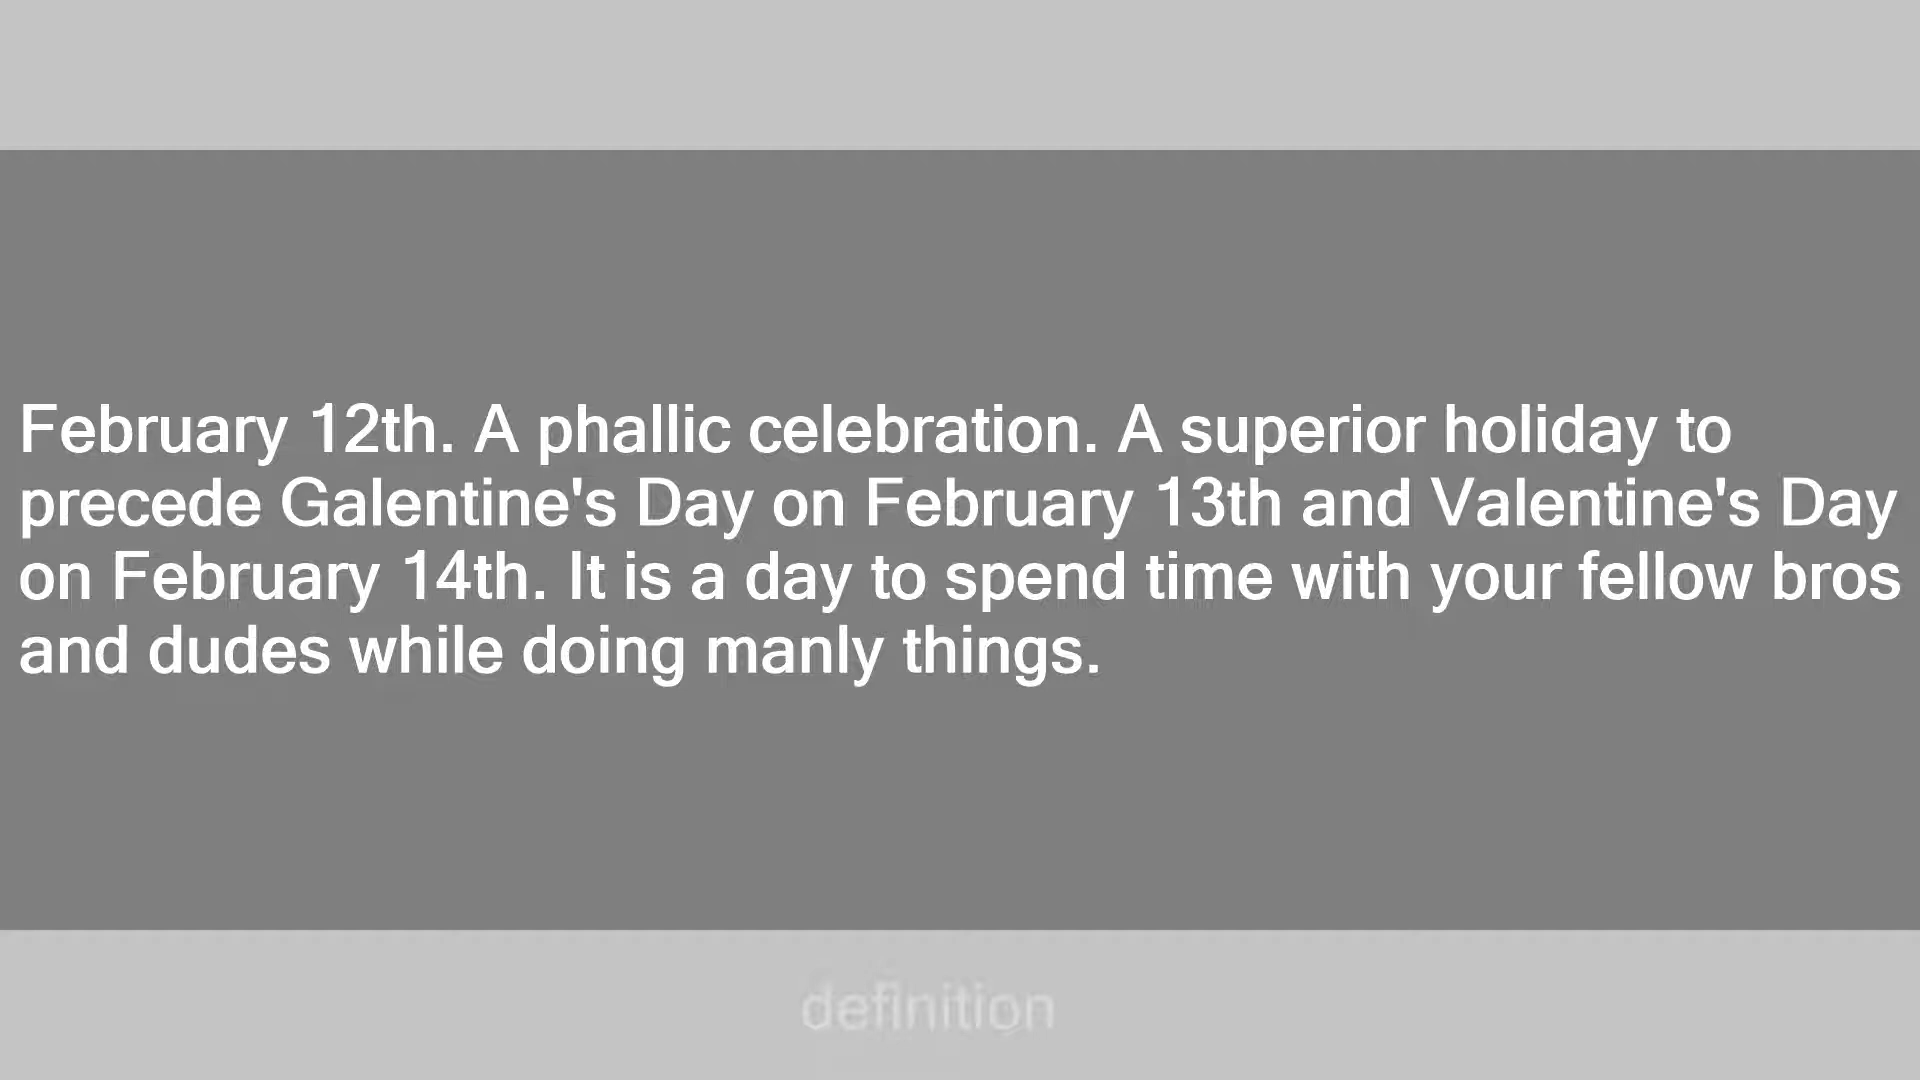 February 12th. A phallic celebration. A superior holiday to
precede Galentine's Day on February 13th and Valentine's Day
on February 14th. It is a day to spend time with your fellow bros
and dudes while doing manly things.
definition